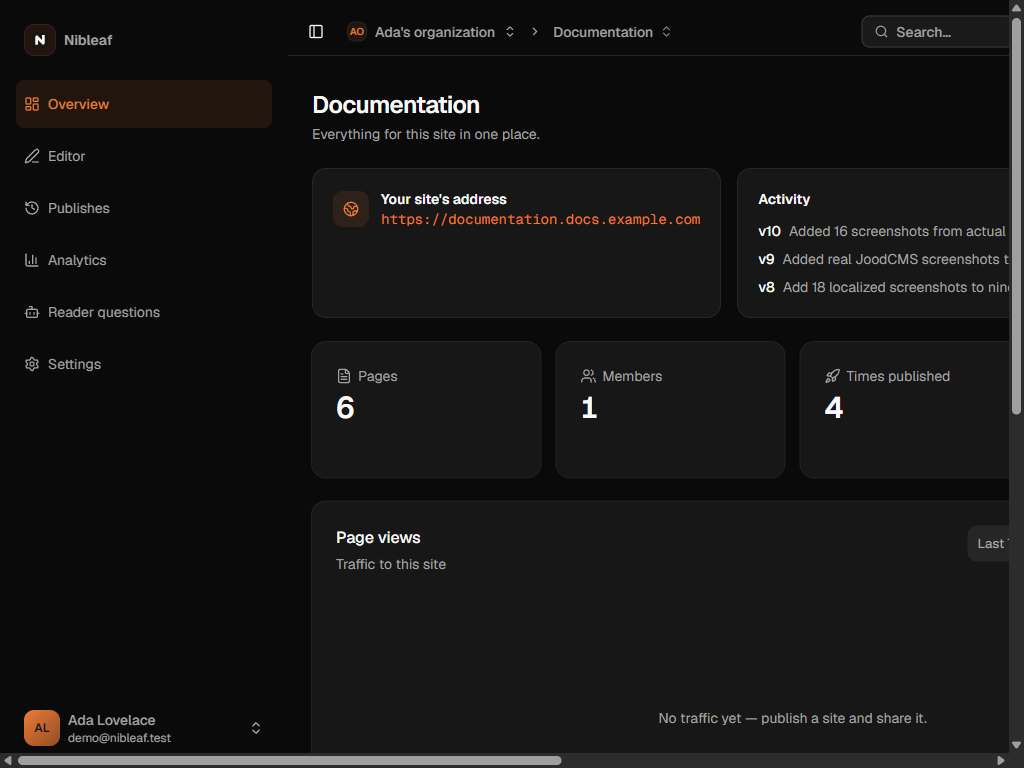 N Nibleaf
Overview
Editor
Publishes
Analytics
Reader questions
Settings
AL Ada Lovelace
demo@nibleaf.test
AO Ada's organization Documentation
Search...
Documentation
Everything for this site in one place.
Your site's address
https://documentation.docs.example.com
Activity
v10 Added 16 screenshots from actual
v9 Added real JoodCMS screenshots
v8 Add 18 localized screenshots to
Pages
6
Members
1
Times published
4
Page views
Traffic to this site
Last
No traffic yet — publish a site and share it.